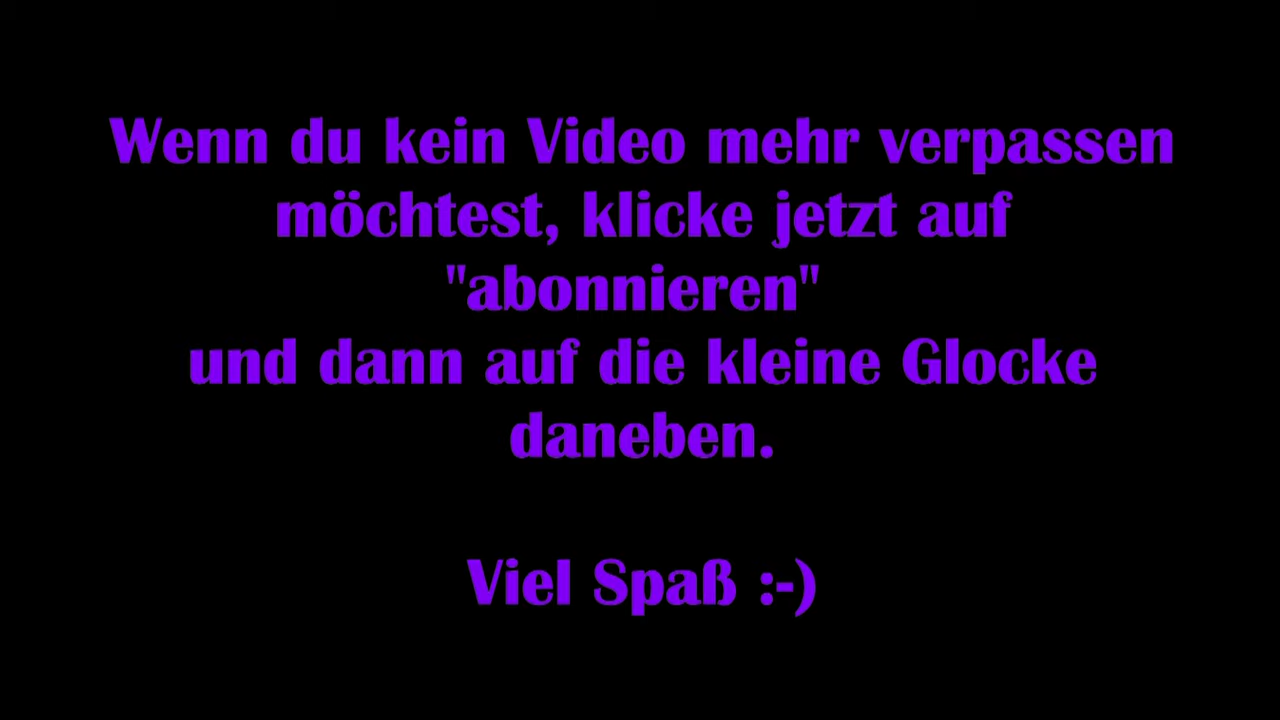 Wenn du kein Video mehr verpassen
möchtest, klicke jetzt auf
"abonnieren"
und dann auf die kleine Glocke
daneben.
Viel Spaß :-)